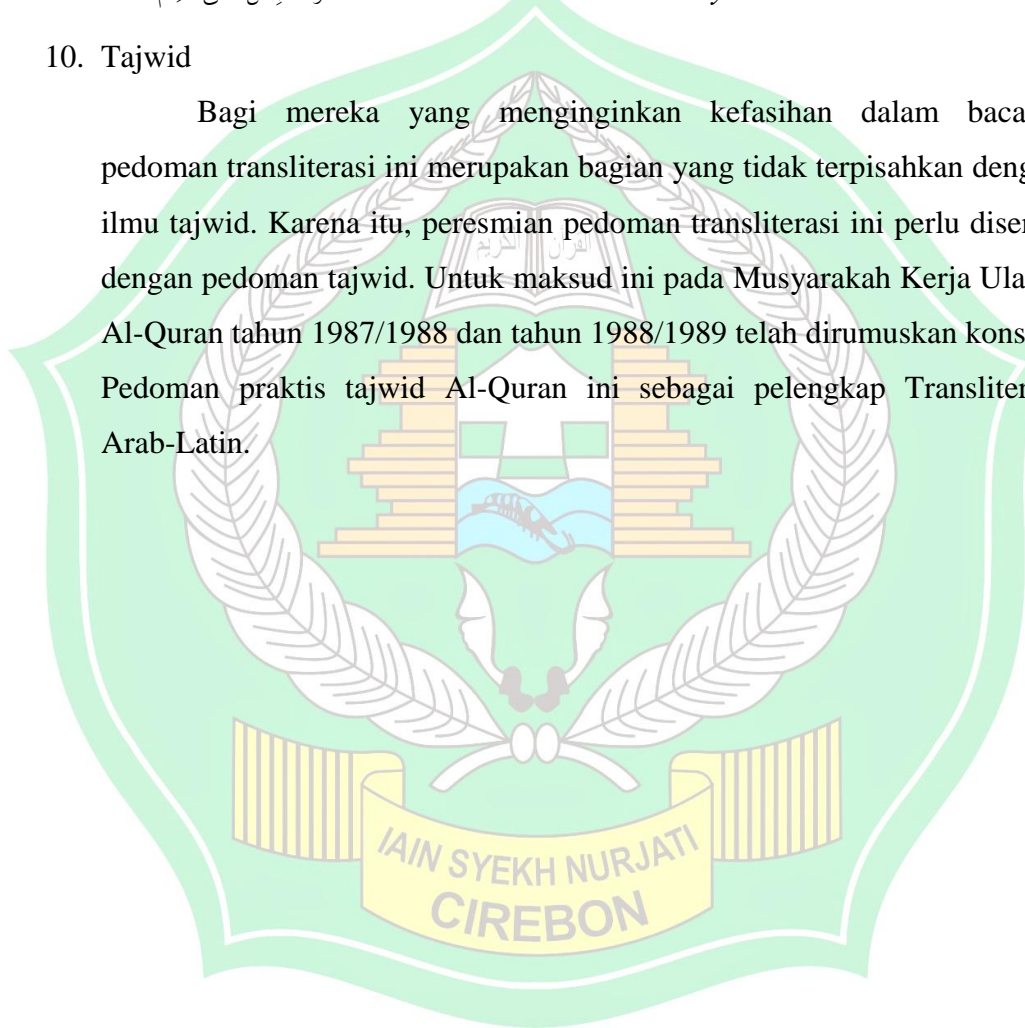 10. Tajwid
Bagi mereka yang menginginkan kefasihan dalam baca
pedoman transliterasi ini merupakan bagian yang tidak terpisahkan deng
ilmu tajwid. Karena itu, peresmian pedoman transliterasi ini perlu diser
القرآن الكريم
dengan pedoman tajwid. Untuk maksud ini pada Musyarakah Kerja Ula
Al-Quran tahun 1987/1988 dan tahun 1988/1989 telah dirumuskan kons
Pedoman praktis tajwid Al-Quran ini sebagai pelengkap Transliter
Arab-Latin.
IAIN SYEKH NURJATI
CIREBON